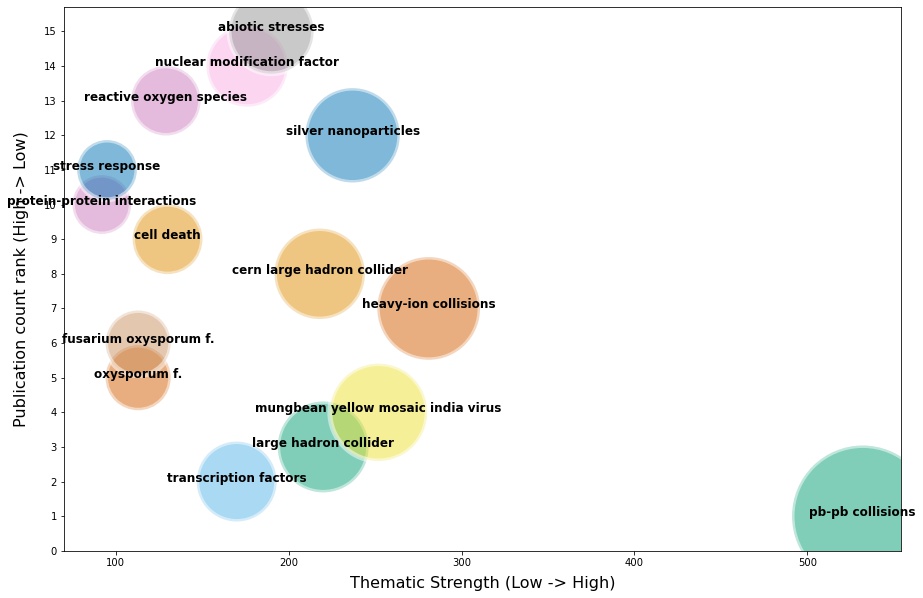 abiotic stresses
nuclear modification factor
reactive oxygen species
silver nanoparticles
stress response
protein-protein interactions
cell death
cern large hadron collider
heavy-ion collisions
fusarium oxysporum f.
oxysporum f.
mungbean yellow mosaic india virus
large hadron collider
transcription factors
pb-pb collisions
Publication count rank (High -> Low)
15
14
13
12
11
10
9
8
7
6
5
4
3
2
1
0
100
200
300
400
500
Thematic Strength (Low -> High)